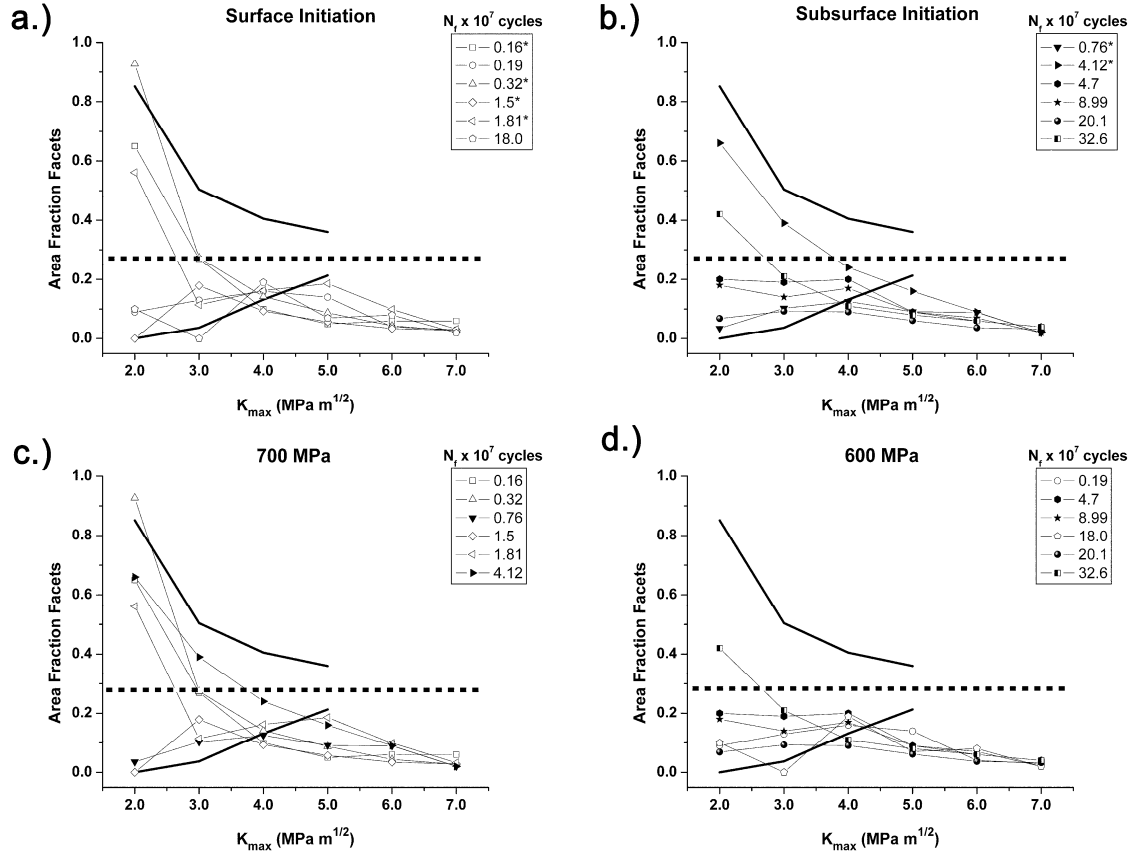 a.)
Surface Initiation
N_f x 10^7 cycles
0.16*
0.19
0.32*
1.5*
1.81*
18.0
Area Fraction Facets
1.0
0.8
0.6
0.4
0.2
0.0
2.0 3.0 4.0 5.0 6.0 7.0
K_max (MPa m^1/2)
b.)
Subsurface Initiation
N_f x 10^7 cycles
0.76*
4.12*
4.7
8.99
20.1
32.6
Area Fraction Facets
1.0
0.8
0.6
0.4
0.2
0.0
2.0 3.0 4.0 5.0 6.0 7.0
K_max (MPa m^1/2)
c.)
700 MPa
N_f x 10^7 cycles
0.16
0.32
0.76
1.5
1.81
4.12
Area Fraction Facets
1.0
0.8
0.6
0.4
0.2
0.0
2.0 3.0 4.0 5.0 6.0 7.0
K_max (MPa m^1/2)
d.)
600 MPa
N_f x 10^7 cycles
0.19
4.7
8.99
18.0
20.1
32.6
Area Fraction Facets
1.0
0.8
0.6
0.4
0.2
0.0
2.0 3.0 4.0 5.0 6.0 7.0
K_max (MPa m^1/2)